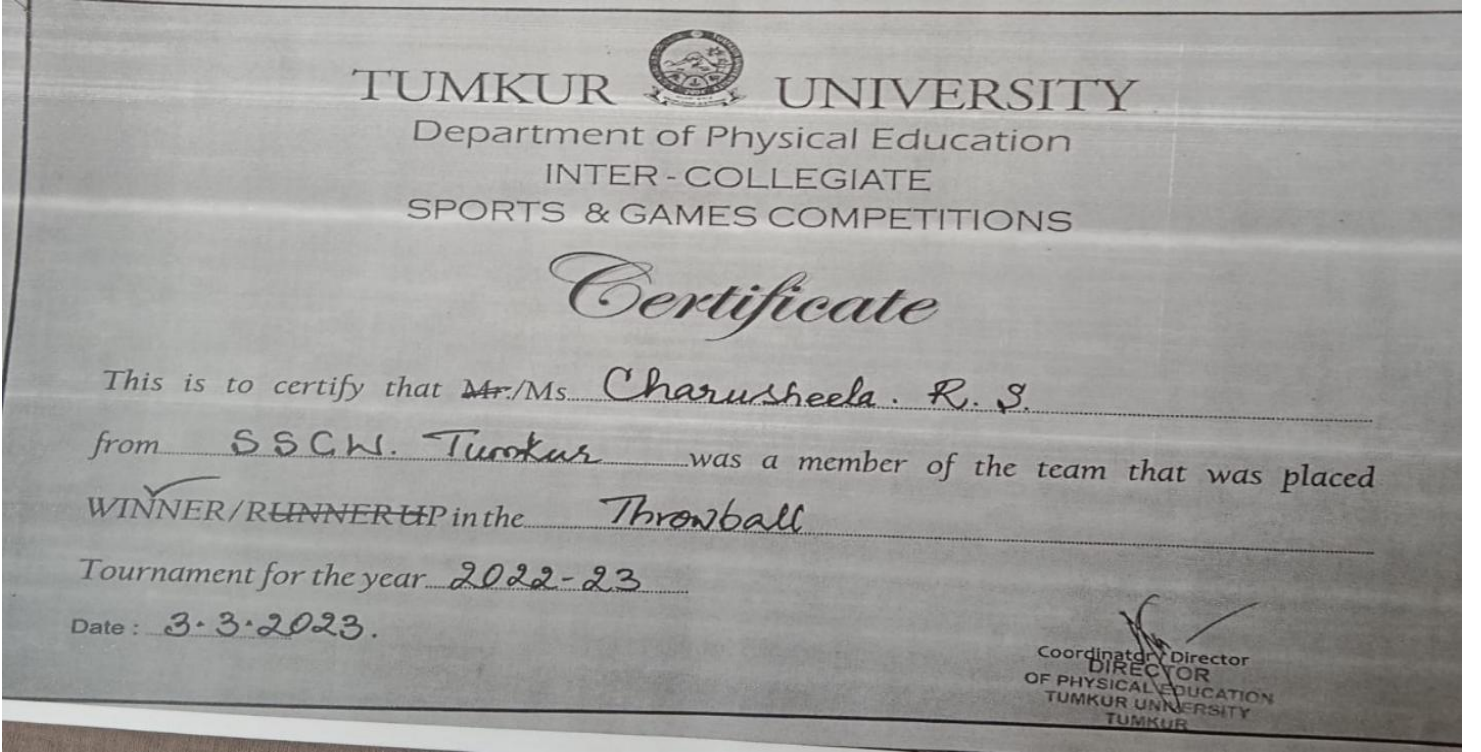 TUMKUR UNIVERSITY
Department of Physical Education
INTER - COLLEGIATE
SPORTS & GAMES COMPETITIONS
Certificate
This is to certify that Mr./Ms. Charusheela. R. S.
from SSCW. Tumkur was a member of the team that was placed
WINNER/RUNNER UP in the Throwball
Tournament for the year 2022-23
Date : 3.3.2023.
Coordinator/Director
DIRECTOR
OF PHYSICAL EDUCATION
TUMKUR UNIVERSITY
TUMKUR